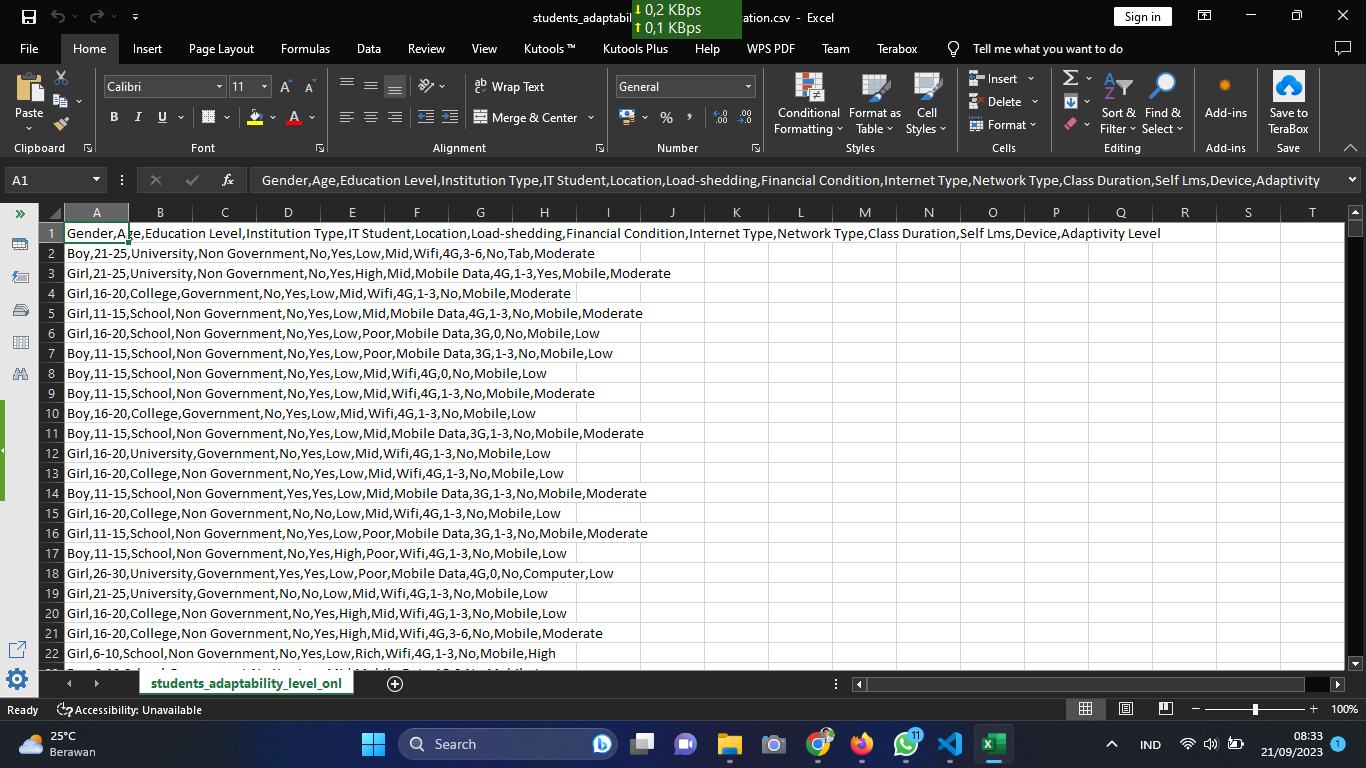 students_adaptabil
0,2 KBps
0,1 KBps
cation.csv - Excel
Sign in
File Home Insert Page Layout Formulas Data Review View Kutools ™ Kutools Plus Help WPS PDF Team Terabox Tell me what you want to do
Paste
Clipboard
Calibri 11
B I U
Font
Wrap Text
Merge & Center
Alignment
General
Number
Conditional Formatting
Format as Table
Cell Styles
Styles
Insert
Delete
Format
Cells
Sort & Filter
Find & Select
Editing
Add-ins
Add-ins
Save to TeraBox
Save
A1
fx
Gender,Age,Education Level,Institution Type,IT Student,Location,Load-shedding,Financial Condition,Internet Type,Network Type,Class Duration,Self Lms,Device,Adaptivity
A B C D E F G H I J K L M N O P Q R S T
1 Gender,Age,Education Level,Institution Type,IT Student,Location,Load-shedding,Financial Condition,Internet Type,Network Type,Class Duration,Self Lms,Device,Adaptivity Level
2 Boy,21-25,University,Non Government,No,Yes,Low,Mid,Wifi,4G,3-6,No,Tab,Moderate
3 Girl,21-25,University,Non Government,No,Yes,High,Mid,Mobile Data,4G,1-3,Yes,Mobile,Moderate
4 Girl,16-20,College,Government,No,Yes,Low,Mid,Wifi,4G,1-3,No,Mobile,Moderate
5 Girl,11-15,School,Non Government,No,Yes,Low,Mid,Mobile Data,4G,1-3,No,Mobile,Moderate
6 Girl,16-20,School,Non Government,No,Yes,Low,Poor,Mobile Data,3G,0,No,Mobile,Low
7 Boy,11-15,School,Non Government,No,Yes,Low,Poor,Mobile Data,3G,1-3,No,Mobile,Low
8 Boy,11-15,School,Non Government,No,Yes,Low,Mid,Wifi,4G,0,No,Mobile,Low
9 Boy,11-15,School,Non Government,No,Yes,Low,Mid,Wifi,4G,1-3,No,Mobile,Moderate
10 Boy,16-20,College,Government,No,Yes,Low,Mid,Wifi,4G,1-3,No,Mobile,Low
11 Boy,11-15,School,Non Government,No,Yes,Low,Mid,Mobile Data,3G,1-3,No,Mobile,Moderate
12 Girl,16-20,University,Government,No,Yes,Low,Mid,Wifi,4G,1-3,No,Mobile,Low
13 Girl,16-20,College,Non Government,No,Yes,Low,Mid,Wifi,4G,1-3,No,Mobile,Low
14 Boy,11-15,School,Non Government,Yes,Yes,Low,Mid,Mobile Data,3G,1-3,No,Mobile,Moderate
15 Girl,16-20,College,Non Government,No,No,Low,Mid,Wifi,4G,1-3,No,Mobile,Low
16 Girl,11-15,School,Non Government,No,Yes,Low,Poor,Mobile Data,3G,1-3,No,Mobile,Moderate
17 Boy,11-15,School,Non Government,No,Yes,High,Poor,Wifi,4G,1-3,No,Mobile,Low
18 Girl,26-30,University,Government,Yes,Yes,Low,Poor,Mobile Data,4G,0,No,Computer,Low
19 Girl,21-25,University,Government,No,No,Low,Mid,Wifi,4G,1-3,No,Mobile,Low
20 Girl,16-20,College,Non Government,No,Yes,High,Mid,Wifi,4G,1-3,No,Mobile,Low
21 Girl,16-20,College,Non Government,No,Yes,High,Mid,Wifi,4G,3-6,No,Mobile,Moderate
22 Girl,6-10,School,Non Government,No,Yes,Low,Rich,Wifi,4G,1-3,No,Mobile,High
students_adaptability_level_onl
Ready Accessibility: Unavailable 100%
25°C
Berawan
Search
11
IND
08:33
21/09/2023
1